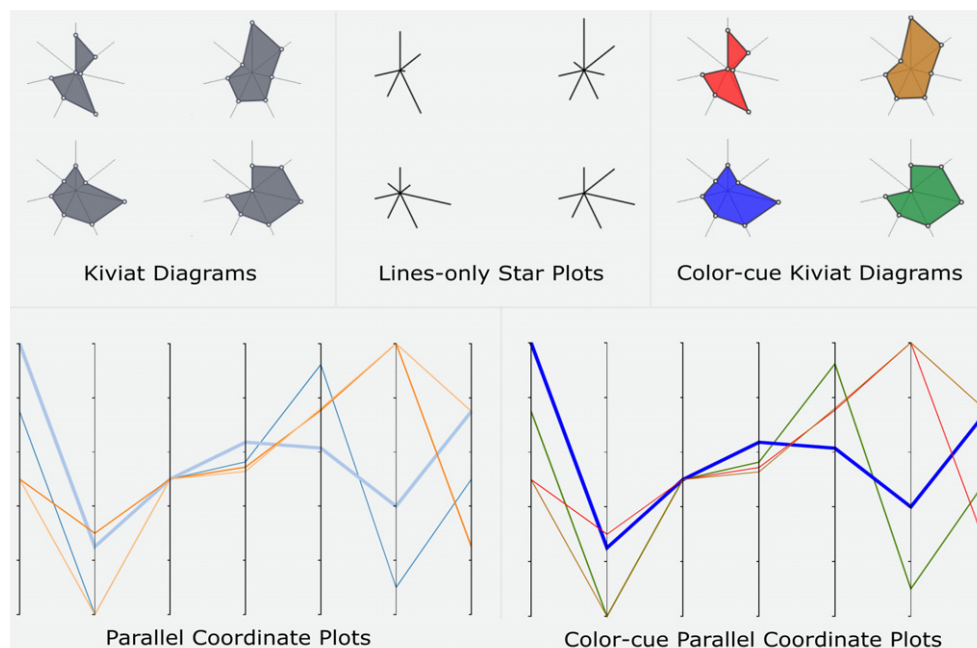 Kiviat Diagrams
Lines-only Star Plots
Color-cue Kiviat Diagrams
Parallel Coordinate Plots
Color-cue Parallel Coordinate Plots